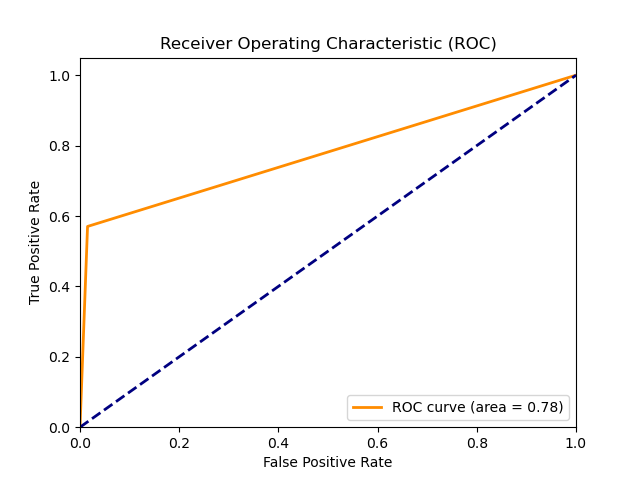 Receiver Operating Characteristic (ROC)
True Positive Rate
1.0
0.8
0.6
0.4
0.2
0.0
0.0 0.2 0.4 0.6 0.8 1.0
False Positive Rate
ROC curve (area = 0.78)